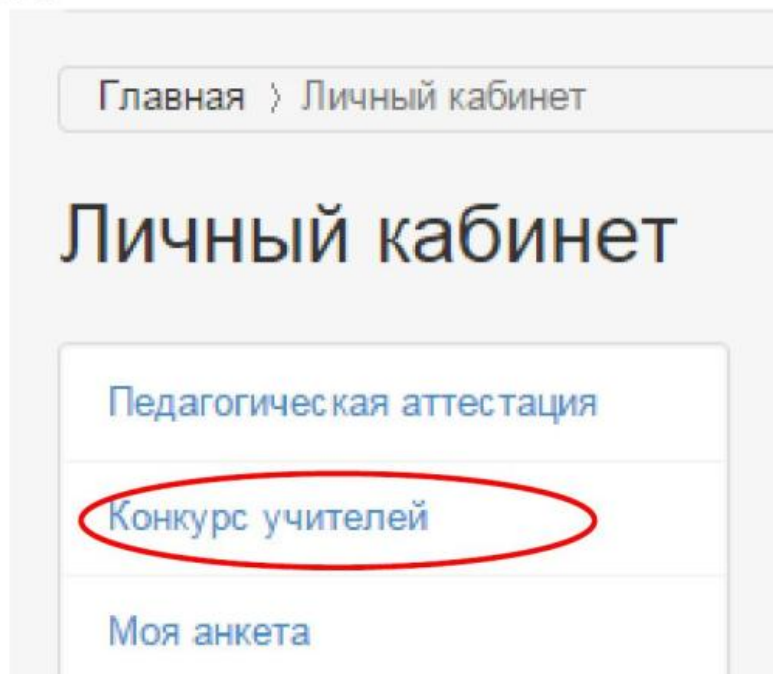 Главная › Личный кабинет
Личный кабинет
Педагогическая аттестация
Конкурс учителей
Моя анкета